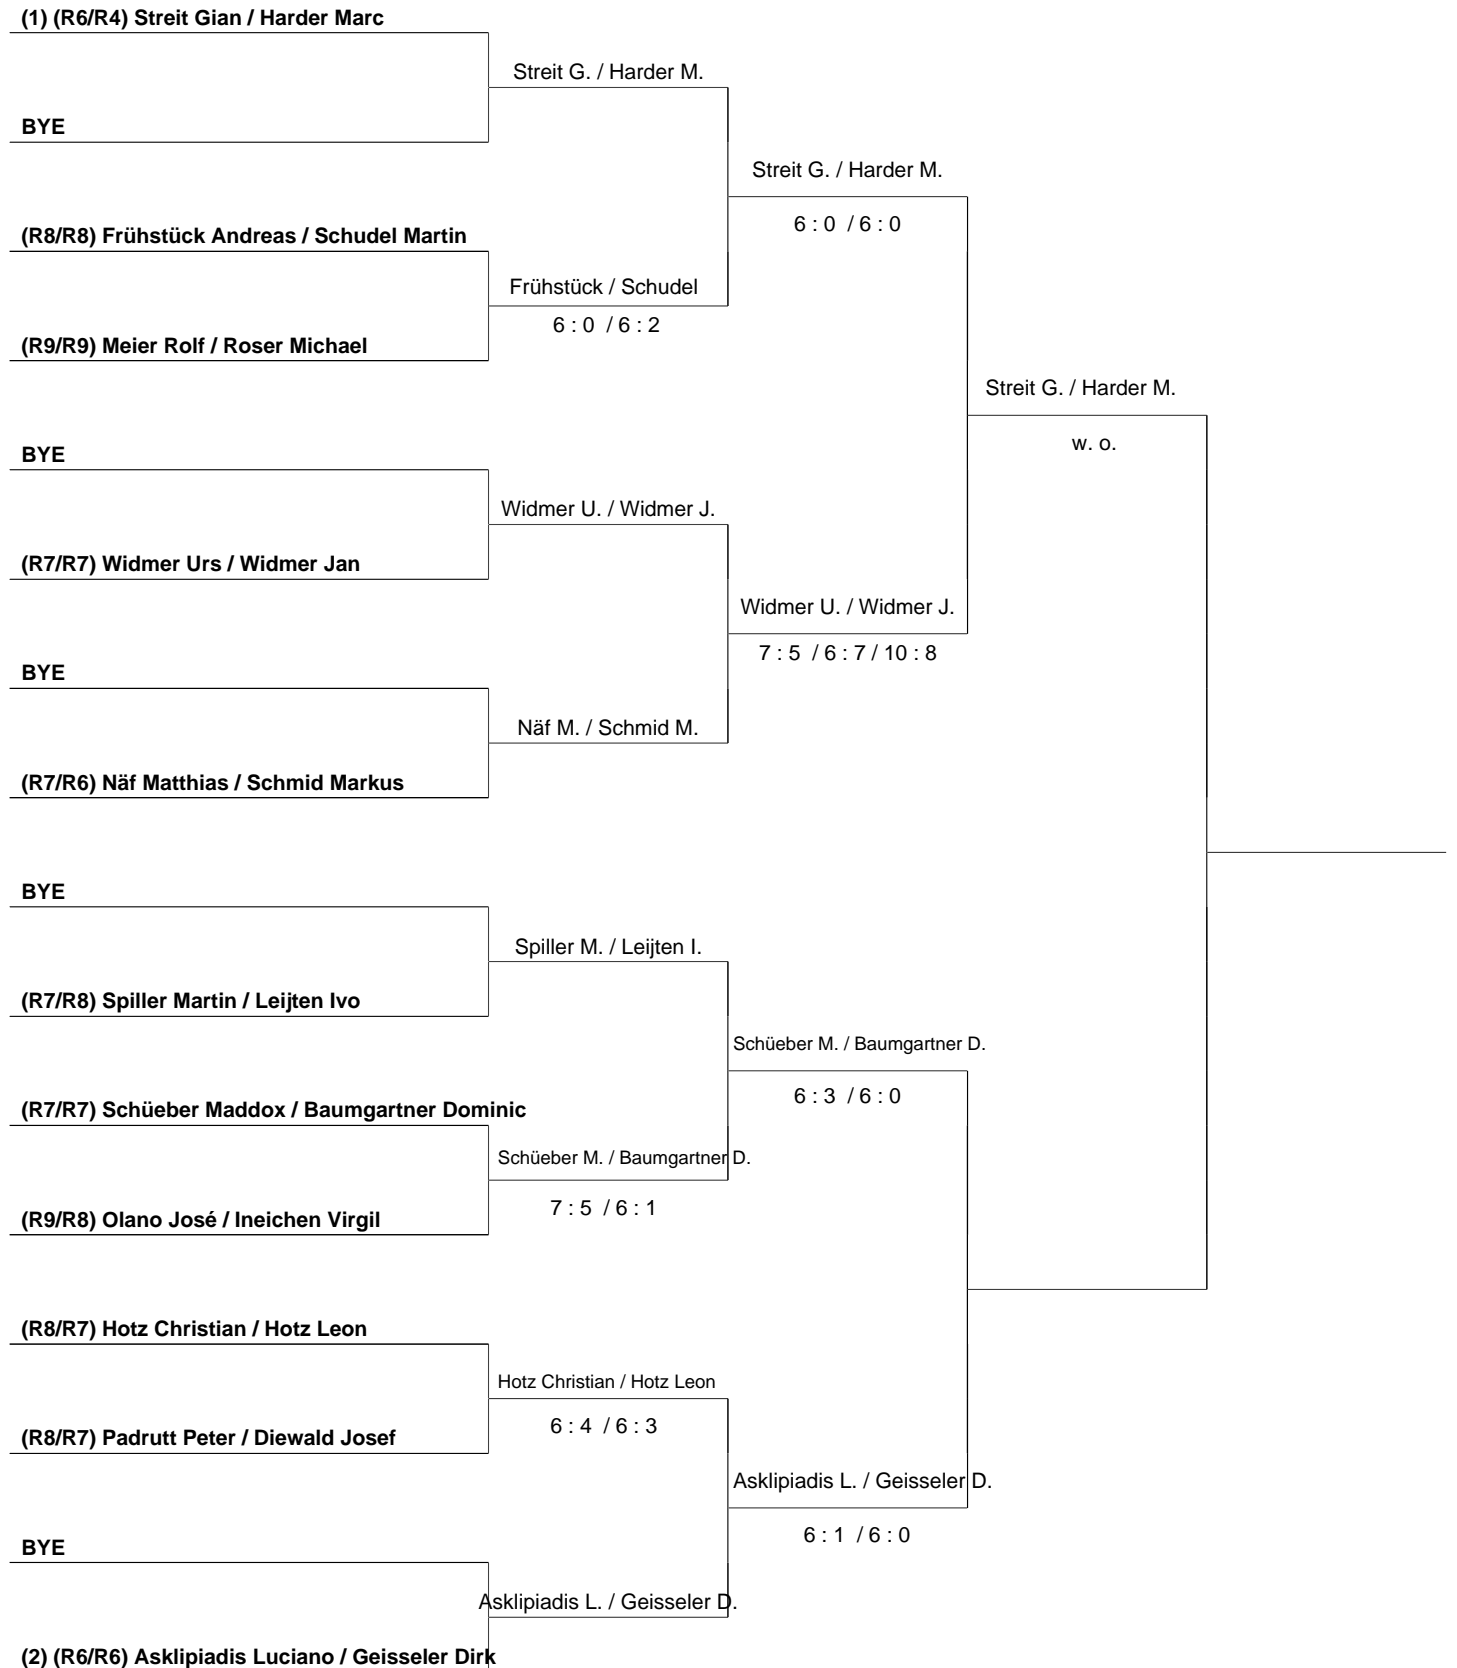 (1) (R6/R4) Streit Gian / Harder Marc
Streit G. / Harder M.
BYE
Streit G. / Harder M.
6 : 0 / 6 : 0
(R8/R8) Frühstück Andreas / Schudel Martin
Frühstück / Schudel
6 : 0 / 6 : 2
(R9/R9) Meier Rolf / Roser Michael
Streit G. / Harder M.
w. o.
BYE
Widmer U. / Widmer J.
(R7/R7) Widmer Urs / Widmer Jan
Widmer U. / Widmer J.
7 : 5 / 6 : 7 / 10 : 8
BYE
Näf M. / Schmid M.
(R7/R6) Näf Matthias / Schmid Markus
BYE
Spiller M. / Leijten I.
(R7/R8) Spiller Martin / Leijten Ivo
Schüeber M. / Baumgartner D.
6 : 3 / 6 : 0
(R7/R7) Schüeber Maddox / Baumgartner Dominic
Schüeber M. / Baumgartner D.
7 : 5 / 6 : 1
(R9/R8) Olano José / Ineichen Virgil
(R8/R7) Hotz Christian / Hotz Leon
Hotz Christian / Hotz Leon
6 : 4 / 6 : 3
(R8/R7) Padrutt Peter / Diewald Josef
Asklipiadis L. / Geisseler D.
6 : 1 / 6 : 0
BYE
Asklipiadis L. / Geisseler D.
(2) (R6/R6) Asklipiadis Luciano / Geisseler Dirk